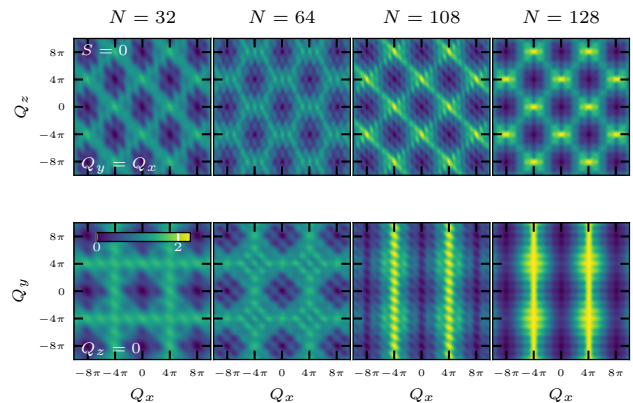 N = 32 N = 64 N = 108 N = 128
S = 0
8π
4π
0
−4π
−8π
Q_z
Q_y = Q_x
8π
4π
0
−4π
−8π
Q_y
0 2
Q_z = 0
−8π −4π 0 4π 8π −8π −4π 0 4π 8π −8π −4π 0 4π 8π −8π −4π 0 4π 8π
Q_x Q_x Q_x Q_x